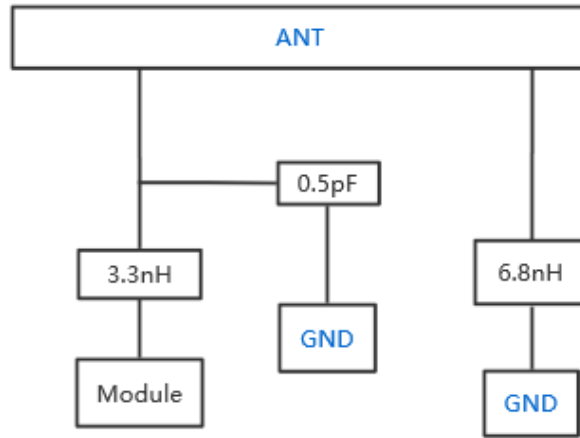 ANT
0.5pF
3.3nH
6.8nH
GND
Module
GND